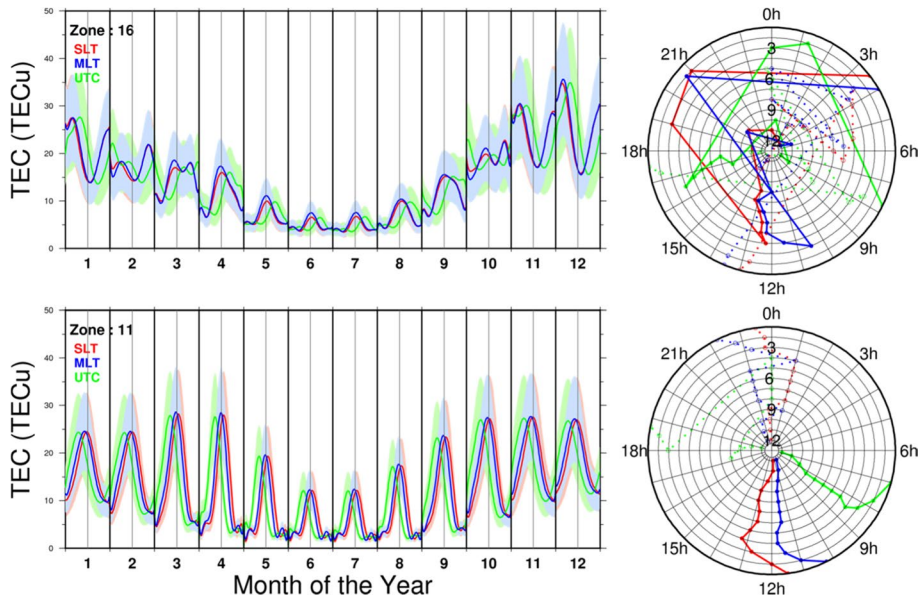 50
40
30
20
10
0
TEC (TECu)
Zone : 16
SLT
MLT
UTC
1 2 3 4 5 6 7 8 9 10 11 12
0h
3h
6h
9h
12h
15h
18h
21h
3
6
9
12
50
40
30
20
10
0
TEC (TECu)
Zone : 11
SLT
MLT
UTC
1 2 3 4 5 6 7 8 9 10 11 12
Month of the Year
0h
3h
6h
9h
12h
15h
18h
21h
3
6
9
12